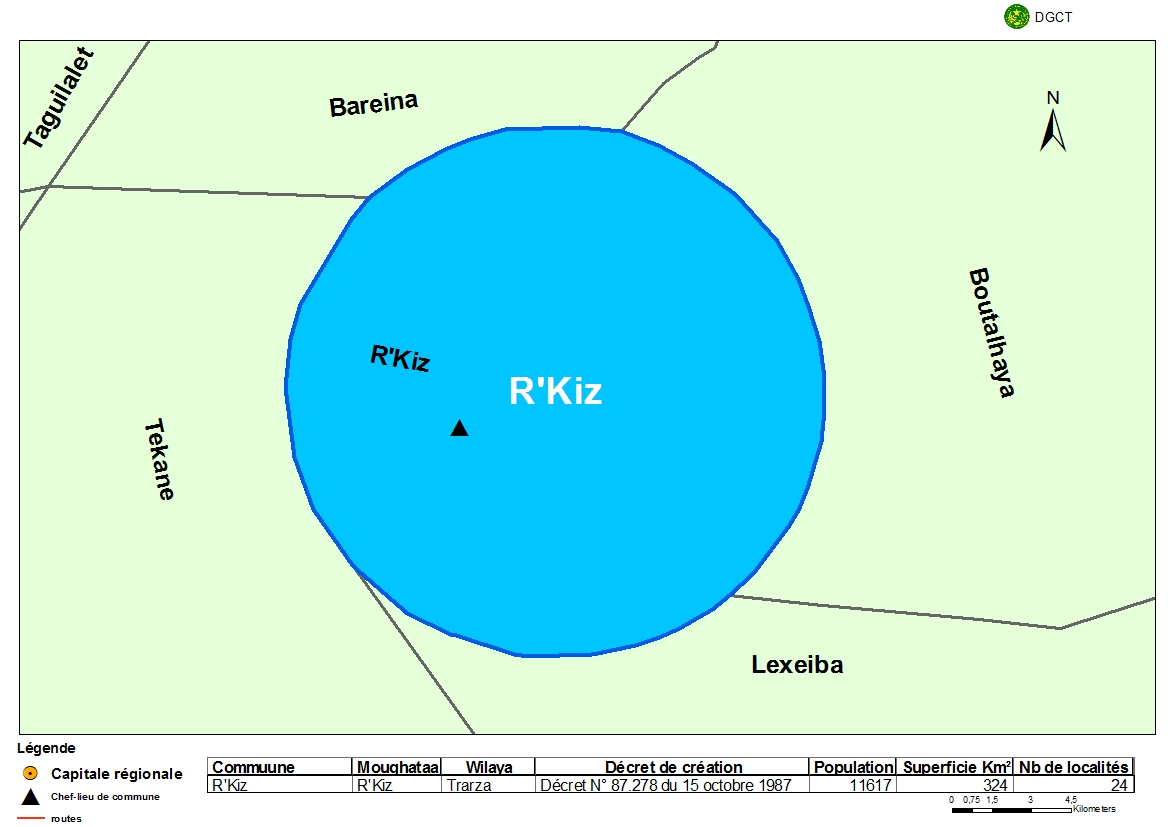 DGCT
Taguilalet
Bareina
N
Boutalhaya
R'Kiz
R'Kiz
Tekane
Lexeiba
Légende
Capitale régionale
Chef-lieu de commune
routes
Commuune Moughataa Wilaya Décret de création Population Superficie Km² Nb de localités
R'Kiz R'Kiz Trarza Décret N° 87.278 du 15 octobre 1987 11617 324 24
0 0,75 1,5 3 4,5
Kilometers